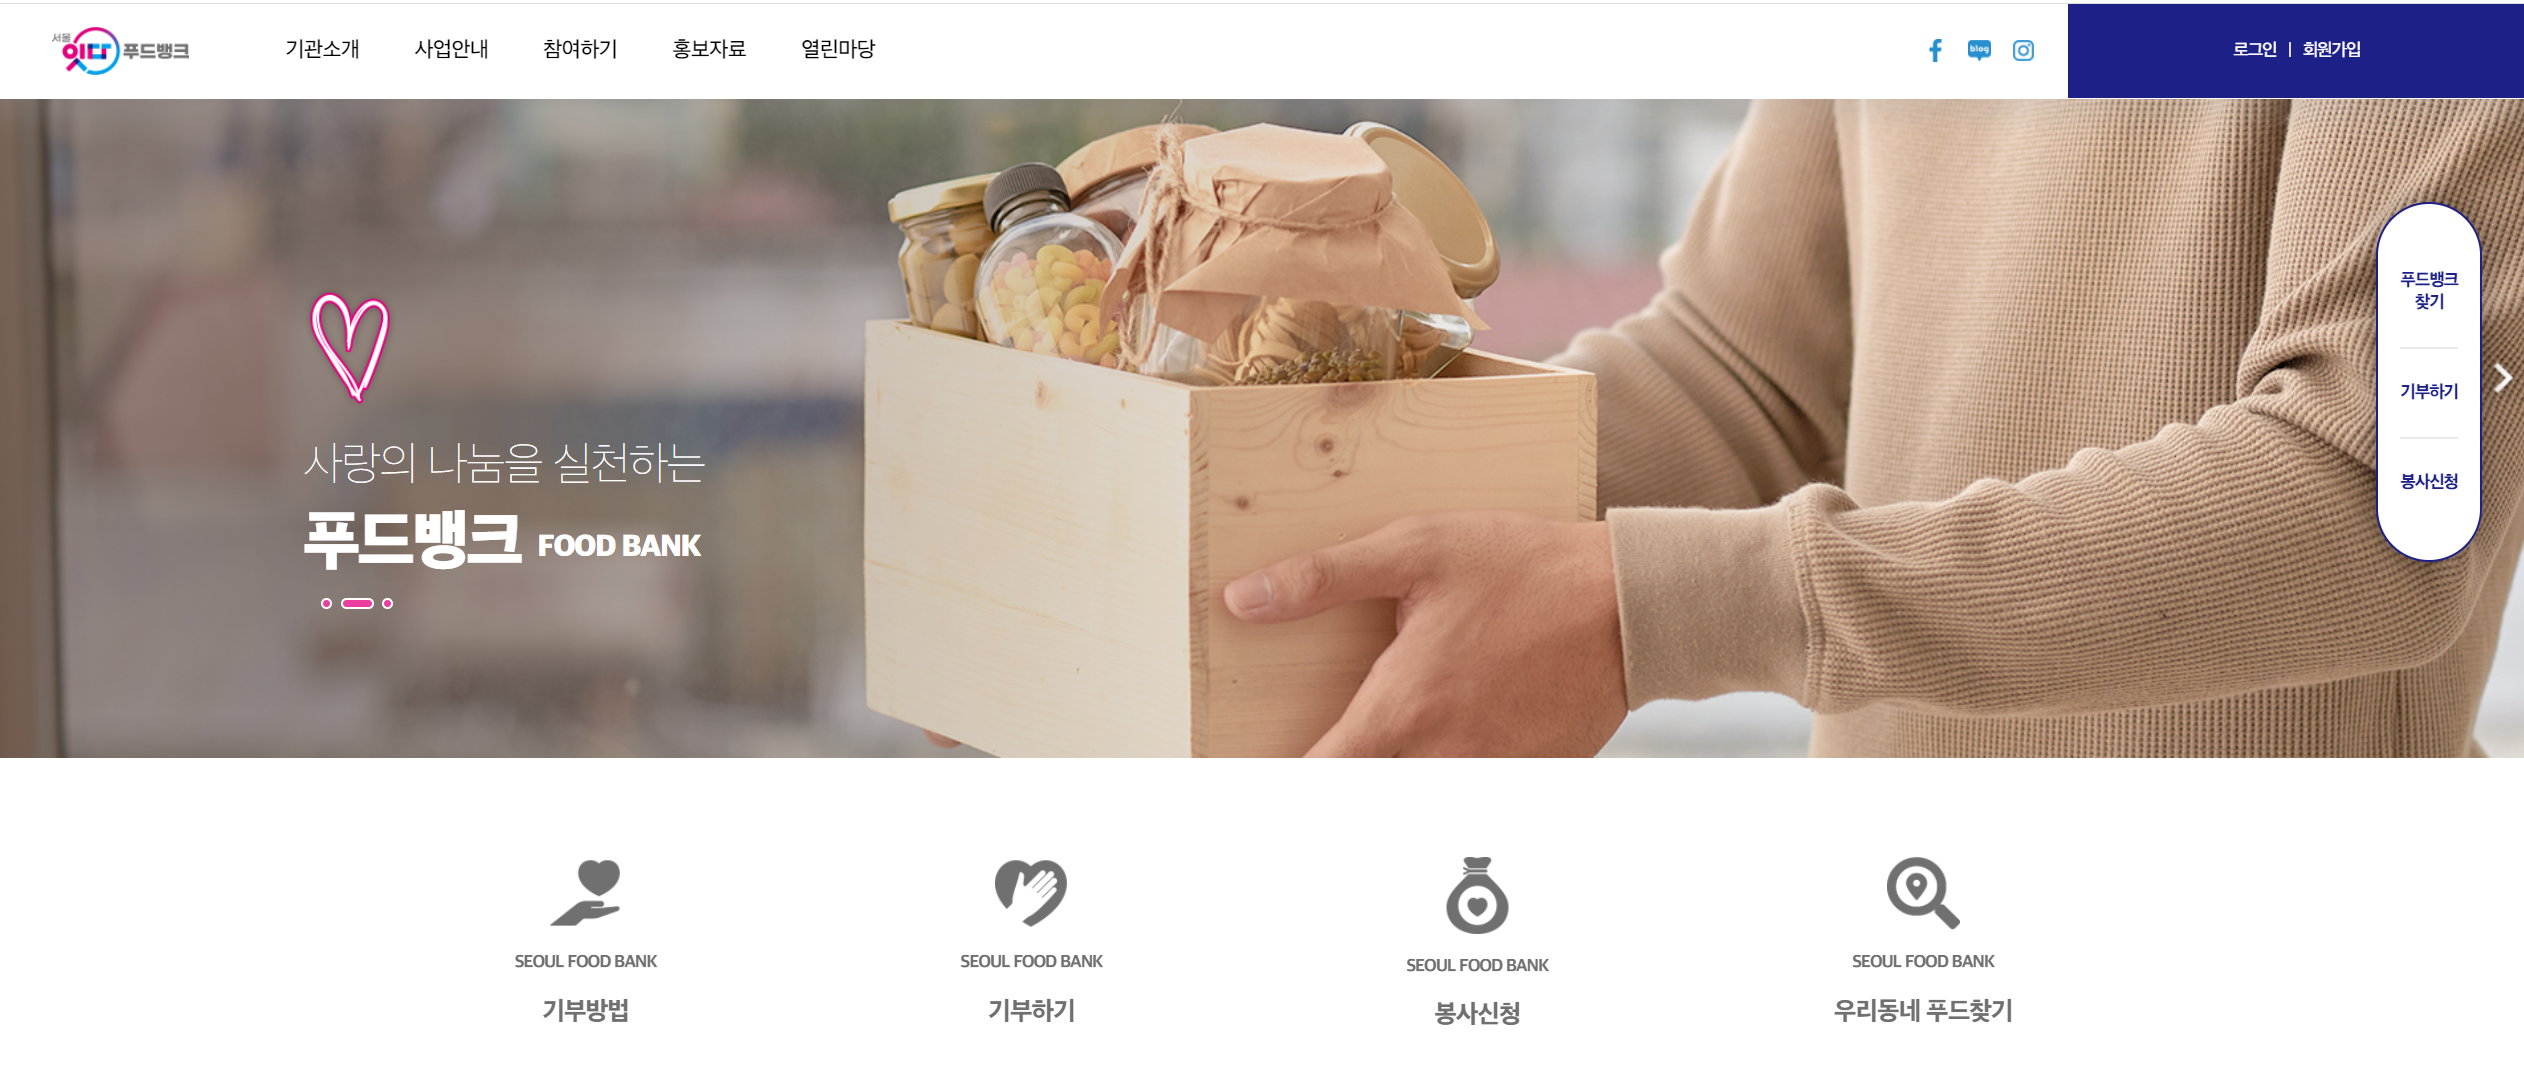 서울
잇다 푸드뱅크
기관소개 사업안내 참여하기 홍보자료 열린마당
blog
로그인 | 회원가입
사랑의 나눔을 실천하는
푸드뱅크 FOOD BANK
푸드뱅크
찾기
기부하기
봉사신청
SEOUL FOOD BANK
기부방법
SEOUL FOOD BANK
기부하기
SEOUL FOOD BANK
봉사신청
SEOUL FOOD BANK
우리동네 푸드찾기